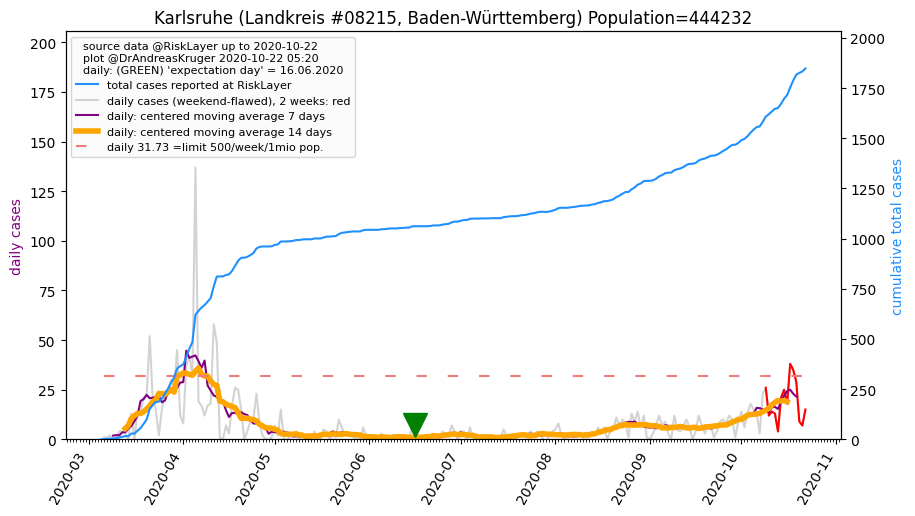 Karlsruhe (Landkreis #08215, Baden-Württemberg) Population=444232
source data @RiskLayer up to 2020-10-22
plot @DrAndreasKruger 2020-10-22 05:20
daily: (GREEN) 'expectation day' = 16.06.2020
total cases reported at RiskLayer
daily cases (weekend-flawed), 2 weeks: red
daily: centered moving average 7 days
daily: centered moving average 14 days
daily 31.73 =limit 500/week/1mio pop.
daily cases
200
175
150
125
100
75
50
25
0
2000
1750
1500
1250
1000
750
500
250
0
cumulative total cases
2020-03
2020-04
2020-05
2020-06
2020-07
2020-08
2020-09
2020-10
2020-11